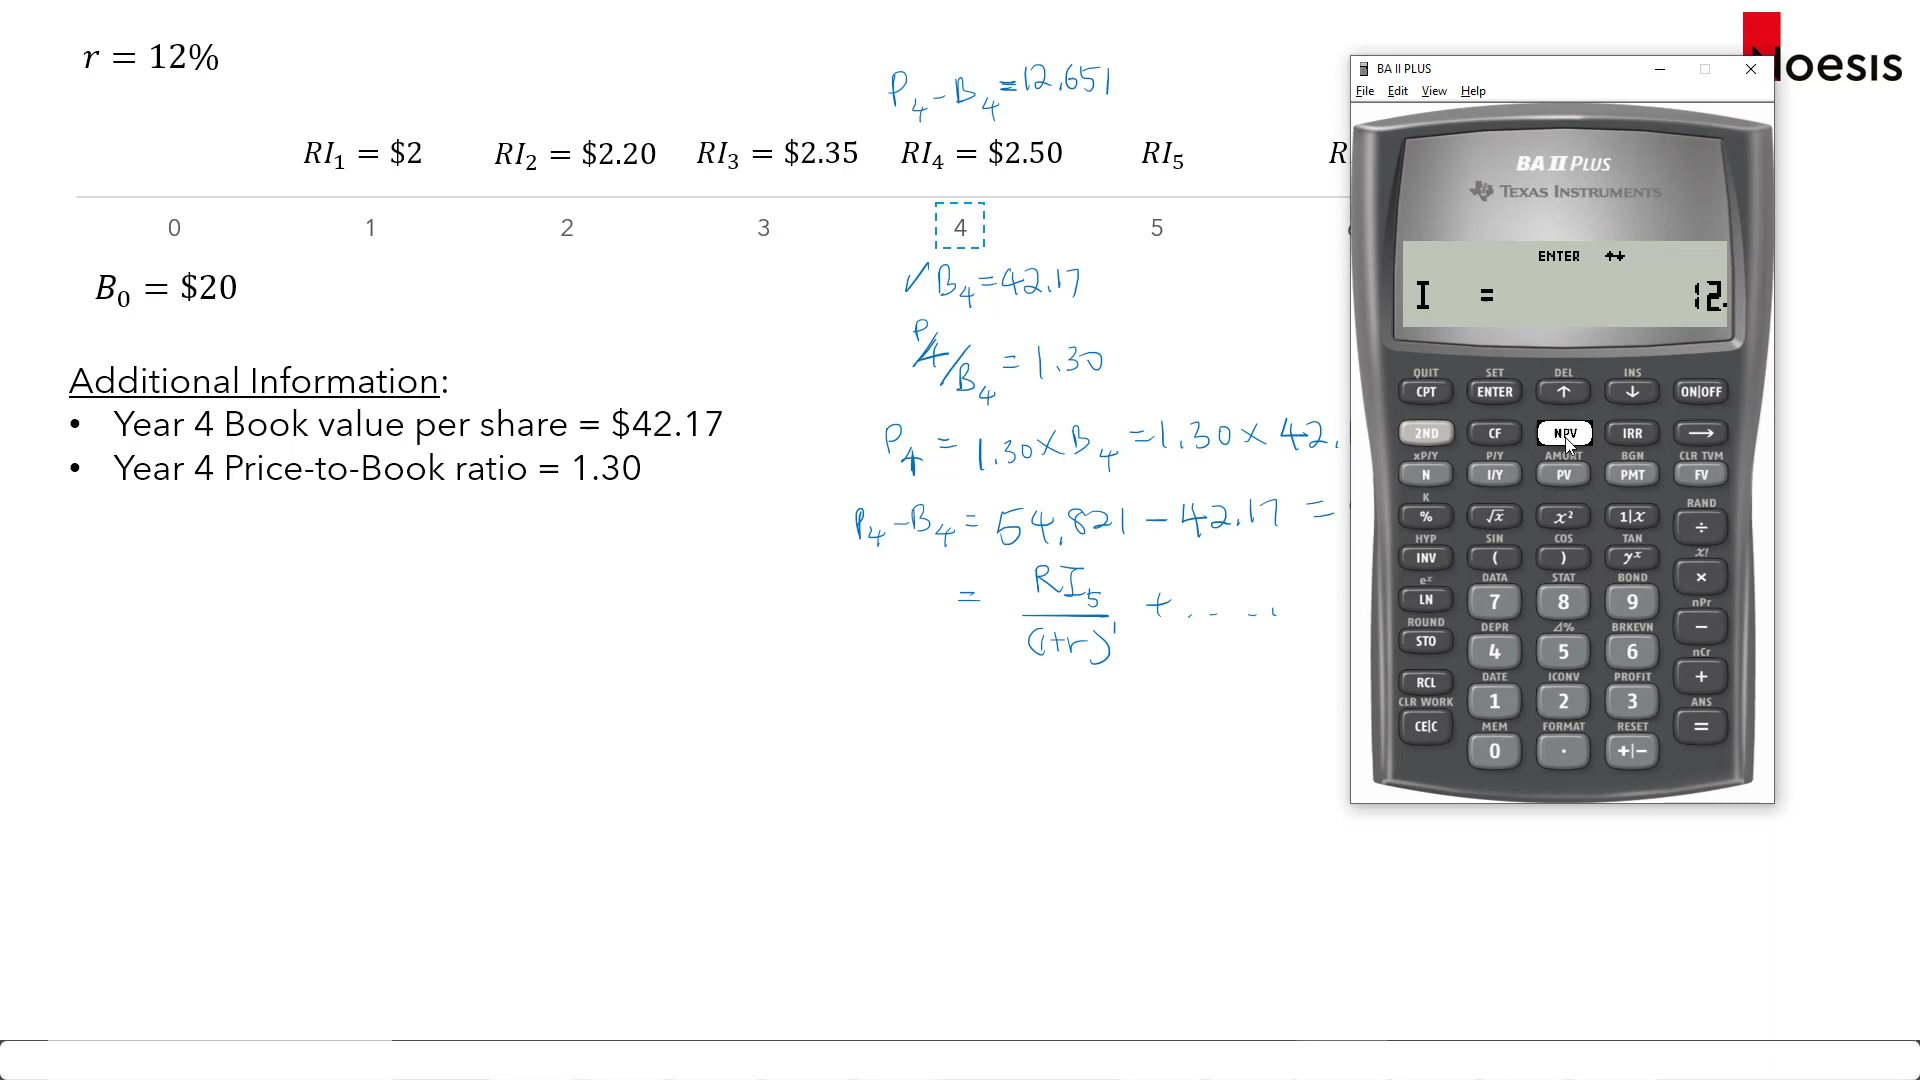 r = 12%
P₄ - B₄ = 12.651
oesis
RI₁ = $2 RI₂ = $2.20 RI₃ = $2.35 RI₄ = $2.50 RI₅ R
0 1 2 3 4 5
B₀ = $20
✓ B₄ = 42.17
P₄/B₄ = 1.30
Additional Information:
• Year 4 Book value per share = $42.17
• Year 4 Price-to-Book ratio = 1.30
P₄ = 1.30 × B₄ = 1.30 × 42.
P₄ - B₄ = 54.821 - 42.17 =
= RI₅/(1+r)¹ + .....
BA II PLUS
File Edit View Help
BA II PLUS
TEXAS INSTRUMENTS
ENTER ↑↓
I = 12.
QUIT SET DEL INS
CPT ENTER ↑ ↓ ON|OFF
2ND CF NPV IRR →
xP/Y P/Y AMORT BGN CLR TVM
N I/Y PV PMT FV
K RAND
% √x x² 1|x ÷
HYP SIN COS TAN x!
INV ( ) yˣ ×
eˣ DATA STAT BOND
LN 7 8 9 nPr
ROUND DEPR Δ% BRKEVN −
STO 4 5 6 nCr
DATE ICONV PROFIT +
RCL 1 2 3
CLR WORK MEM FORMAT RESET ANS
CE|C 0 . +|− =